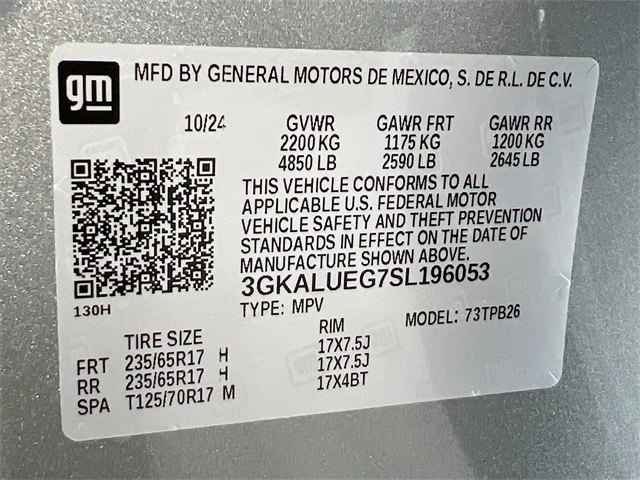 gm
MFD BY GENERAL MOTORS DE MEXICO, S. DE R.L. DE C.V.
10/24 GVWR GAWR FRT GAWR RR
2200 KG 1175 KG 1200 KG
4850 LB 2590 LB 2645 LB
THIS VEHICLE CONFORMS TO ALL
APPLICABLE U.S. FEDERAL MOTOR
VEHICLE SAFETY AND THEFT PREVENTION
STANDARDS IN EFFECT ON THE DATE OF
MANUFACTURE SHOWN ABOVE.
3GKALUEG7SL196053
130H
TYPE: MPV MODEL: 73TPB26
TIRE SIZE RIM
FRT 235/65R17 H 17X7.5J
RR 235/65R17 H 17X7.5J
SPA T125/70R17 M 17X4BT